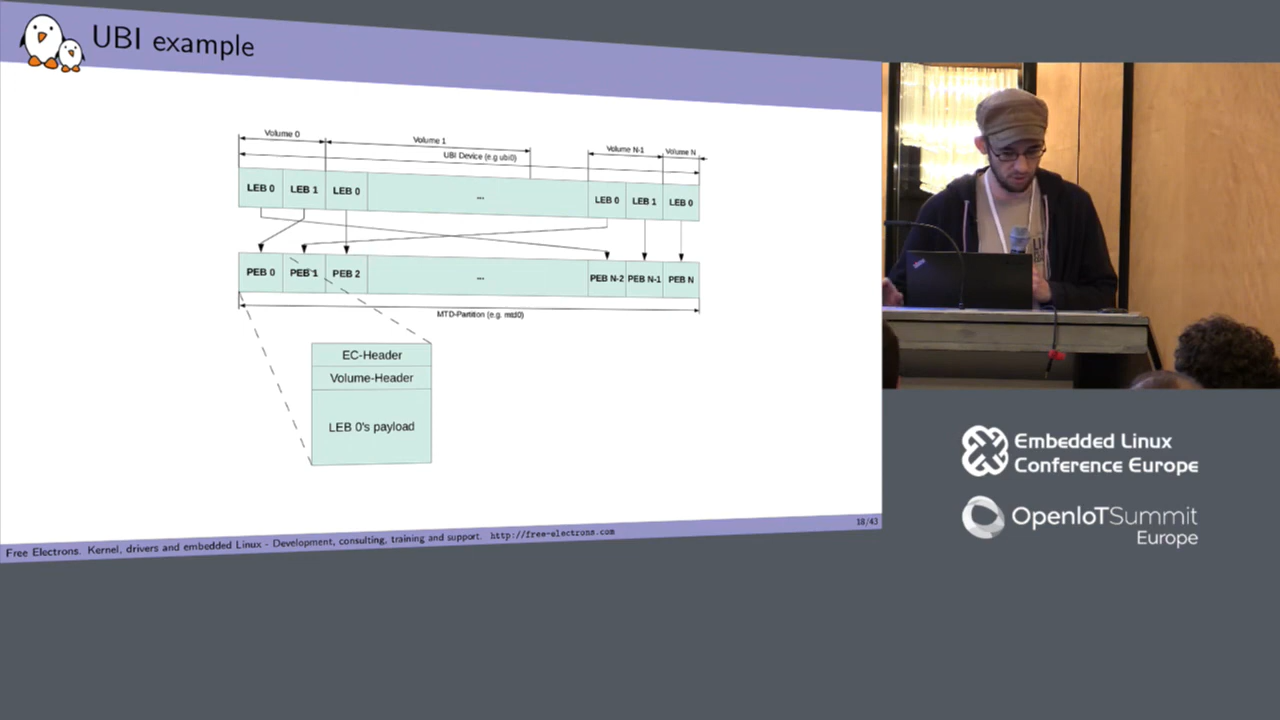 UBI example
Volume 0
Volume 1
UBI Device (e.g ubi0)
Volume N-1
Volume N
LEB 0
LEB 1
LEB 0
...
LEB 0
LEB 1
LEB 0
PEB 0
PEB 1
PEB 2
...
PEB N-2
PEB N-1
PEB N
MTD-Partition (e.g. mtd0)
EC-Header
Volume-Header
LEB 0's payload
18/43
Free Electrons. Kernel, drivers and embedded Linux - Development, consulting, training and support. http://free-electrons.com
Embedded Linux
Conference Europe
OpenIoTSummit
Europe